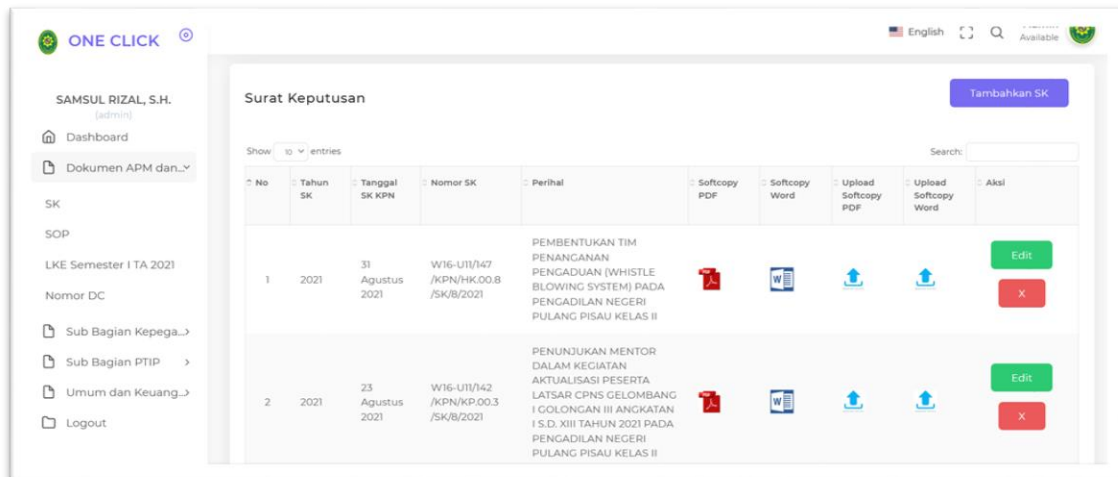 ONE CLICK
English
Available
SAMSUL RIZAL, S.H.
(admin)
Dashboard
Dokumen APM dan...
SK
SOP
LKE Semester I TA 2021
Nomor DC
Sub Bagian Kepega...
Sub Bagian PTIP
Umum dan Keuang...
Logout
Surat Keputusan
Tambahkan SK
Show 10 entries
Search:
No
Tahun
SK
Tanggal
SK KPN
Nomor SK
Perihal
Softcopy
PDF
Softcopy
Word
Upload
Softcopy
PDF
Upload
Softcopy
Word
Aksi
1
2021
31
Agustus
2021
W16-U11/147
/KPN/HK.00.8
/SK/8/2021
PEMBENTUKAN TIM
PENANGANAN
PENGADUAN (WHISTLE
BLOWING SYSTEM) PADA
PENGADILAN NEGERI
PULANG PISAU KELAS II
Edit
X
2
2021
23
Agustus
2021
W16-U11/142
/KPN/KP.00.3
/SK/8/2021
PENUNJUKAN MENTOR
DALAM KEGIATAN
AKTUALISASI PESERTA
LATSAR CPNS GELOMBANG
I GOLONGAN III ANGKATAN
I S.D. XIII TAHUN 2021 PADA
PENGADILAN NEGERI
PULANG PISAU KELAS II
Edit
X